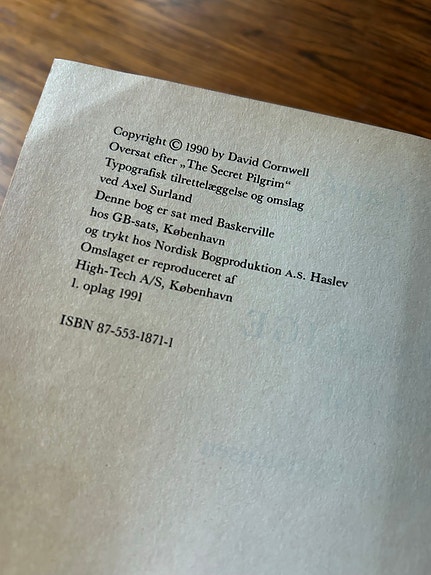 Copyright © 1990 by David Cornwell
Oversat efter „The Secret Pilgrim“
Typografisk tilrettelæggelse og omslag
ved Axel Surland
Denne bog er sat med Baskerville
hos GB-sats, København
og trykt hos Nordisk Bogproduktion A.S. Haslev
Omslaget er reproduceret af
High-Tech A/S, København
1. oplag 1991
ISBN 87-553-1871-1